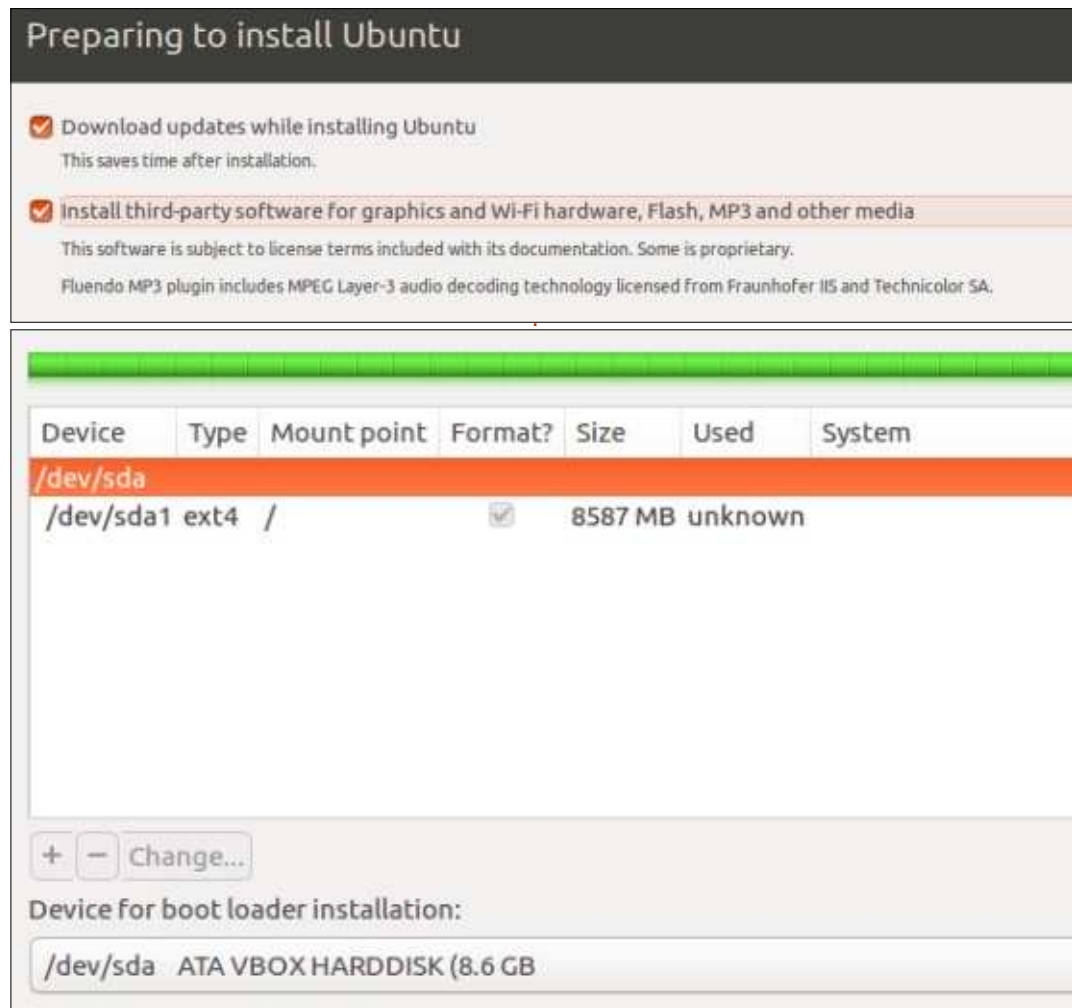 Preparing to install Ubuntu
Download updates while installing Ubuntu
This saves time after installation.
Install third-party software for graphics and Wi-Fi hardware, Flash, MP3 and other media
This software is subject to license terms included with its documentation. Some is proprietary.
Fluendo MP3 plugin includes MPEG Layer-3 audio decoding technology licensed from Fraunhofer IIS and Technicolor SA.
Device Type Mount point Format? Size Used System
/dev/sda
/dev/sda1 ext4 / 8587 MB unknown
+ - Change...
Device for boot loader installation:
/dev/sda ATA VBOX HARDDISK (8.6 GB